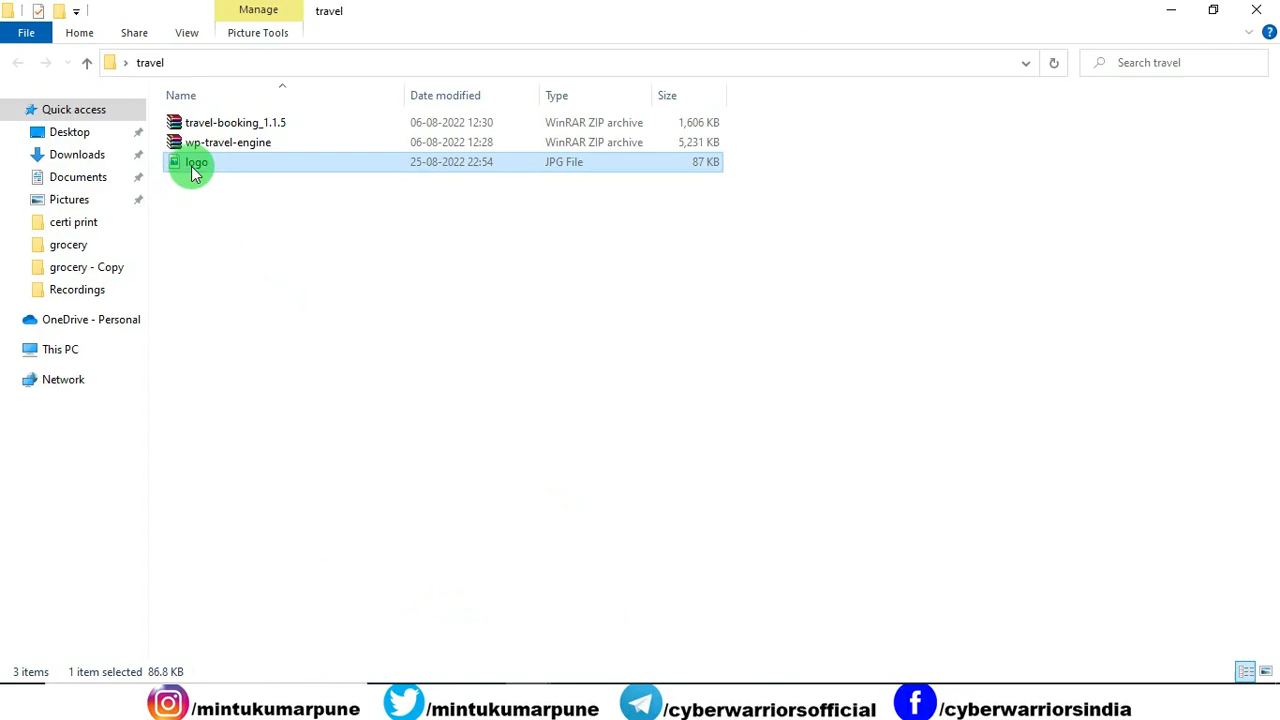 Manage
travel
File
Home
Share
View
Picture Tools
travel
Search travel
Name
Date modified
Type
Size
travel-booking_1.1.5 06-08-2022 12:30 WinRAR ZIP archive 1,606 KB
wp-travel-engine 06-08-2022 12:28 WinRAR ZIP archive 5,231 KB
logo 25-08-2022 22:54 JPG File 87 KB
Quick access
Desktop
Downloads
Documents
Pictures
certi print
grocery
grocery - Copy
Recordings
OneDrive - Personal
This PC
Network
3 items 1 item selected 86.8 KB
/mintukumarpune /mintukumarpune /cyberwarriorsofficial /cyberwarriorsindia